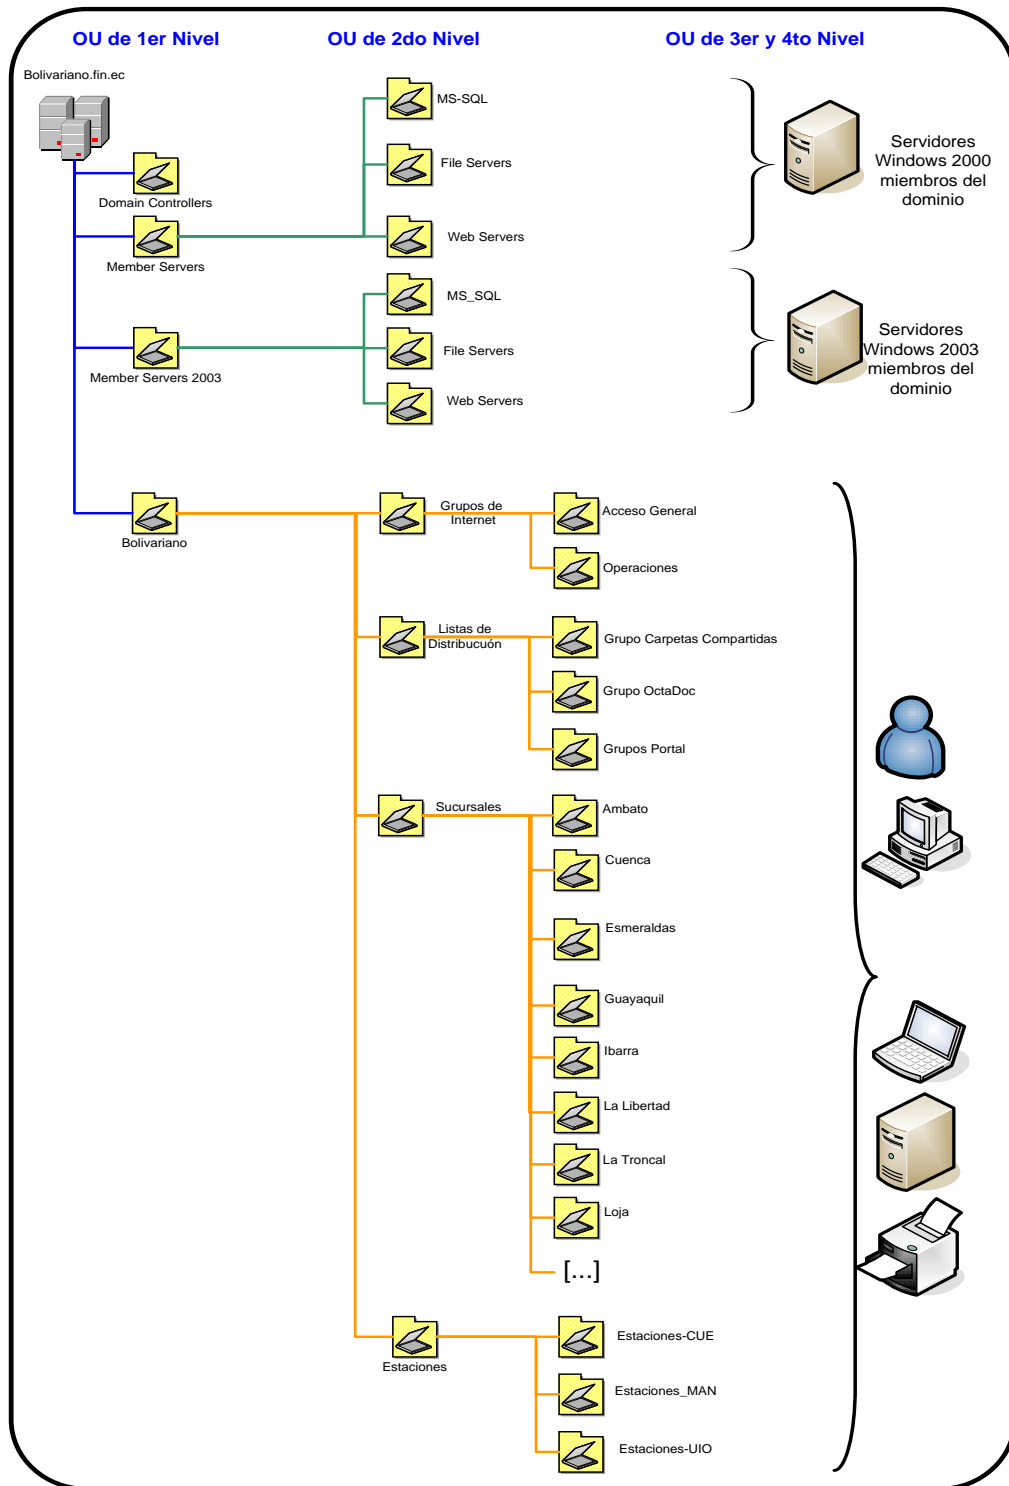 OU de 1er Nivel
OU de 2do Nivel
OU de 3er y 4to Nivel
Bolivariano.fin.ec
MS-SQL
File Servers
Domain Controllers
Web Servers
Member Servers
Servidores
Windows 2000
miembros del
dominio
MS_SQL
File Servers
Member Servers 2003
Web Servers
Servidores
Windows 2003
miembros del
dominio
Bolivariano
Grupos de
Internet
Acceso General
Operaciones
Listas de
Distribucuón
Grupo Carpetas Compartidas
Grupo OctaDoc
Grupos Portal
Sucursales
Ambato
Cuenca
Esmeraldas
Guayaquil
Ibarra
La Libertad
La Troncal
Loja
[...]
Estaciones
Estaciones-CUE
Estaciones_MAN
Estaciones-UIO